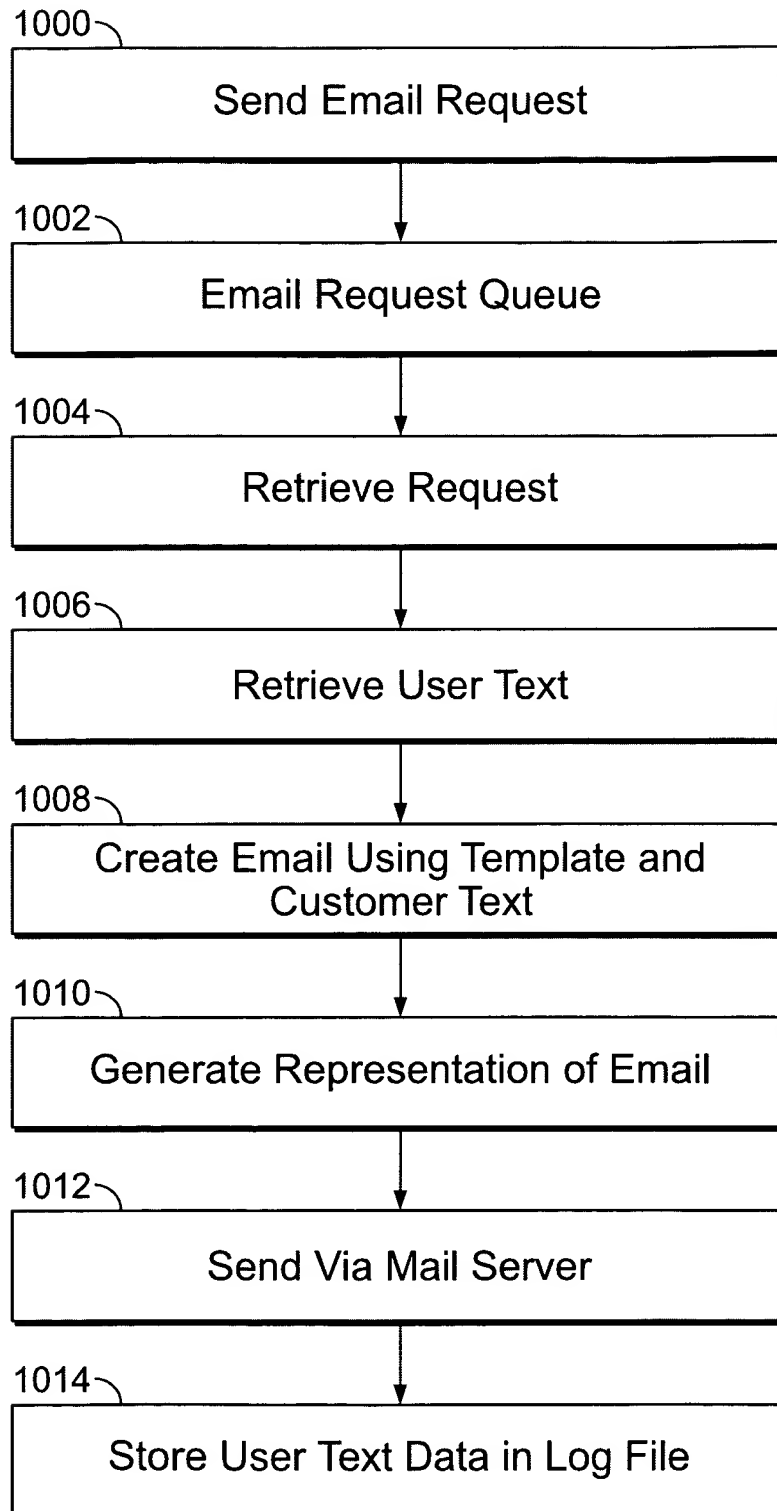 1000
Send Email Request
1002
Email Request Queue
1004
Retrieve Request
1006
Retrieve User Text
1008
Create Email Using Template and
Customer Text
1010
Generate Representation of Email
1012
Send Via Mail Server
1014
Store User Text Data in Log File